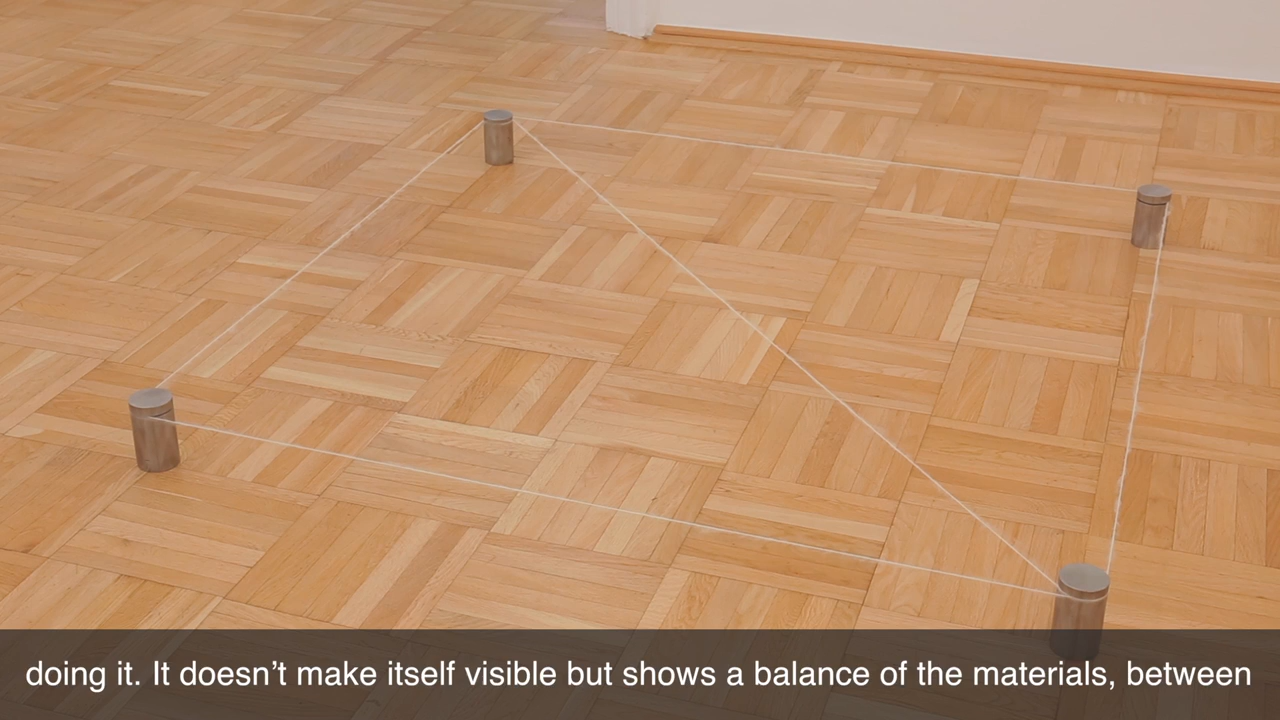 doing it. It doesn’t make itself visible but shows a balance of the materials, between